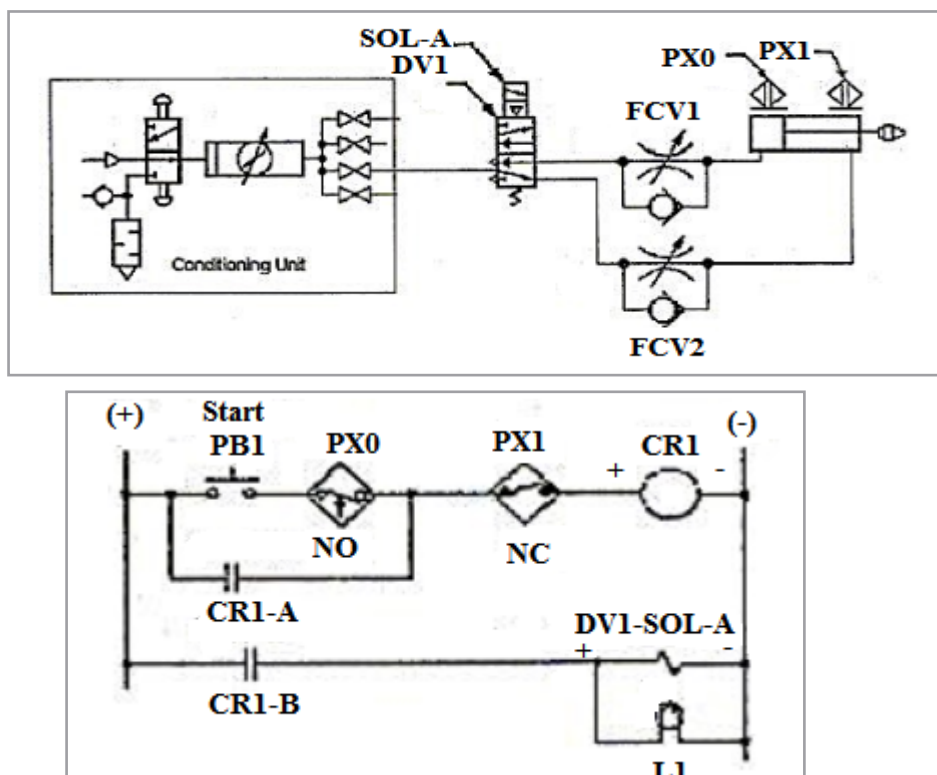 SOL-A
DV1
PX0 PX1
FCV1
Conditioning Unit
FCV2
(+) Start (-)
PB1 PX0 PX1 CR1
+ -
NO NC
CR1-A
DV1-SOL-A
+ -
CR1-B
L1